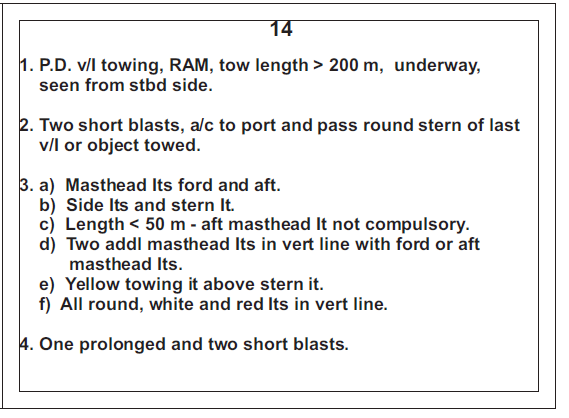 14
1. P.D. v/l towing, RAM, tow length > 200 m, underway,
seen from stbd side.
2. Two short blasts, a/c to port and pass round stern of last
v/l or object towed.
3. a) Masthead lts ford and aft.
b) Side lts and stern lt.
c) Length < 50 m - aft masthead lt not compulsory.
d) Two addl masthead lts in vert line with ford or aft
masthead lts.
e) Yellow towing it above stern it.
f) All round, white and red lts in vert line.
4. One prolonged and two short blasts.